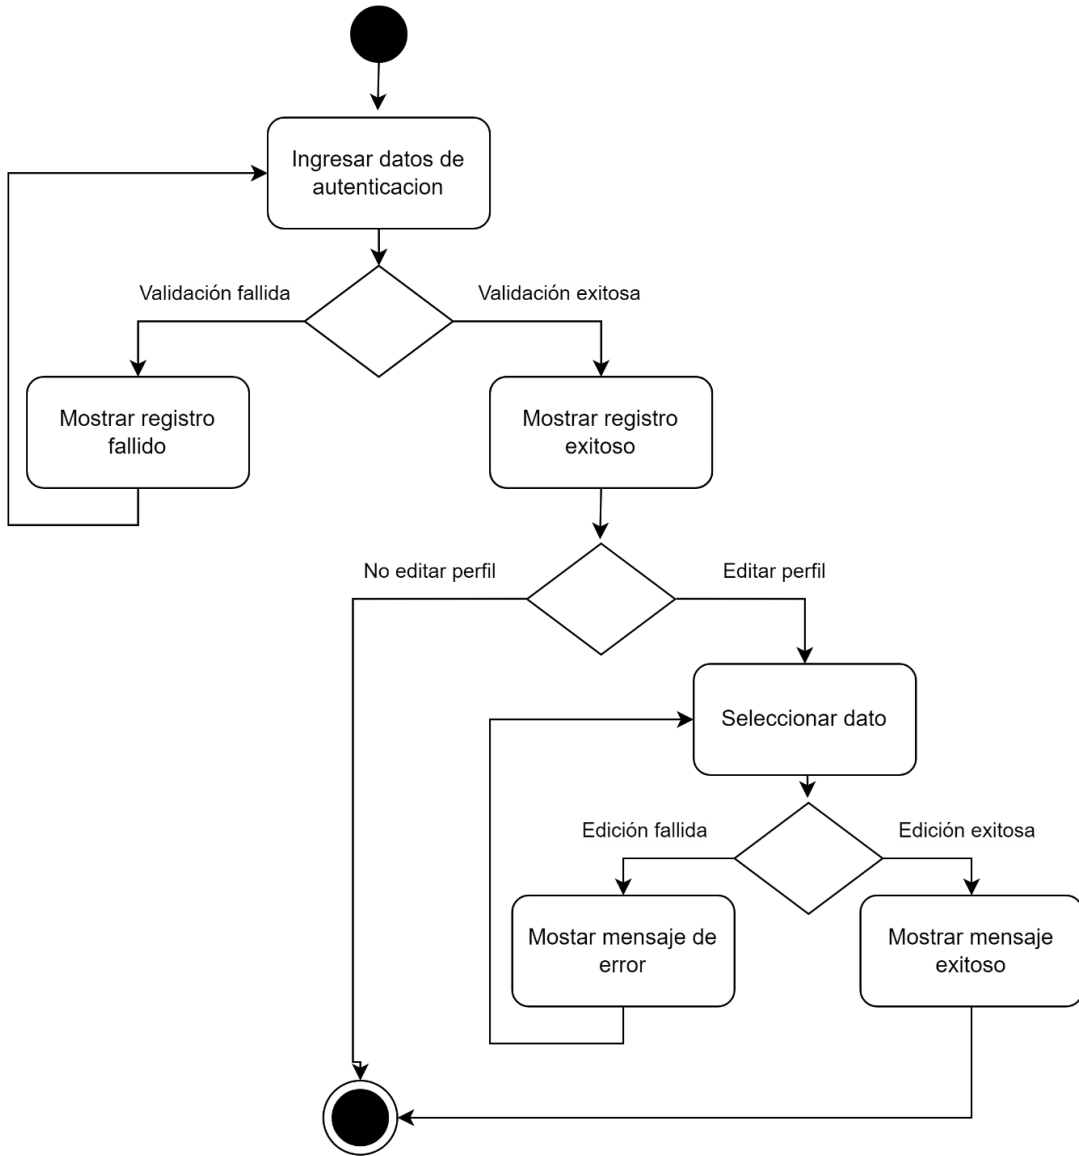 Ingresar datos de
autenticacion
Validación fallida
Validación exitosa
Mostrar registro
fallido
Mostrar registro
exitoso
No editar perfil
Editar perfil
Seleccionar dato
Edición fallida
Edición exitosa
Mostar mensaje de
error
Mostrar mensaje
exitoso